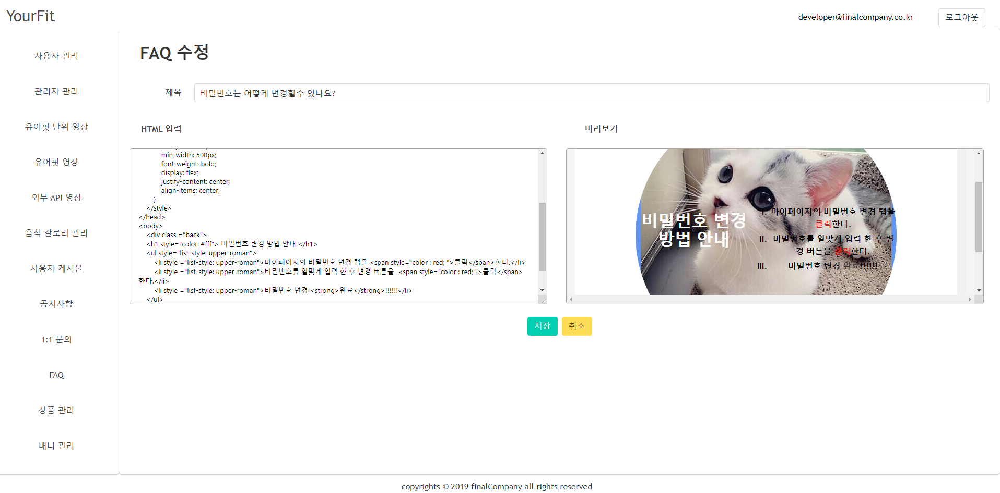 YourFit
developer@finalcompany.co.kr
로그아웃
사용자 관리
관리자 관리
유어핏 단위 영상
유어핏 영상
외부 API 영상
음식 칼로리 관리
사용자 게시물
공지사항
1:1 문의
FAQ
상품 관리
배너 관리
FAQ 수정
제목
비밀번호는 어떻게 변경할수 있나요?
HTML 입력
min-width: 500px;
font-weight: bold;
display: flex;
justify-content: center;
align-items: center;
}
</style>
</head>
<body>
<div class ="back">
<h1 style="color: #fff"> 비밀번호 변경 방법 안내 </h1>
<ul style="list-style: upper-roman">
<li style ="list-style: upper-roman">마이페이지의 비밀번호 변경 탭을 <span style="color : red; ">클릭</span>한다.</li>
<li style ="list-style: upper-roman">비밀번호를 알맞게 입력 한 후 변경 버튼을  <span style="color : red; ">클릭</span>
한다.</li>
<li style ="list-style: upper-roman">비밀번호 변경 <strong>완료</strong>!!!!!!</li>
</ul>
미리보기
비밀번호 변경
방법 안내
I. 마이페이지의 비밀번호 변경 탭을
클릭한다.
II. 비밀번호를 알맞게 입력 한 후 변
경 버튼을 클릭한다.
III. 비밀번호 변경 완료!!!!!!
저장
취소
copyrights © 2019 finalCompany all rights reserved